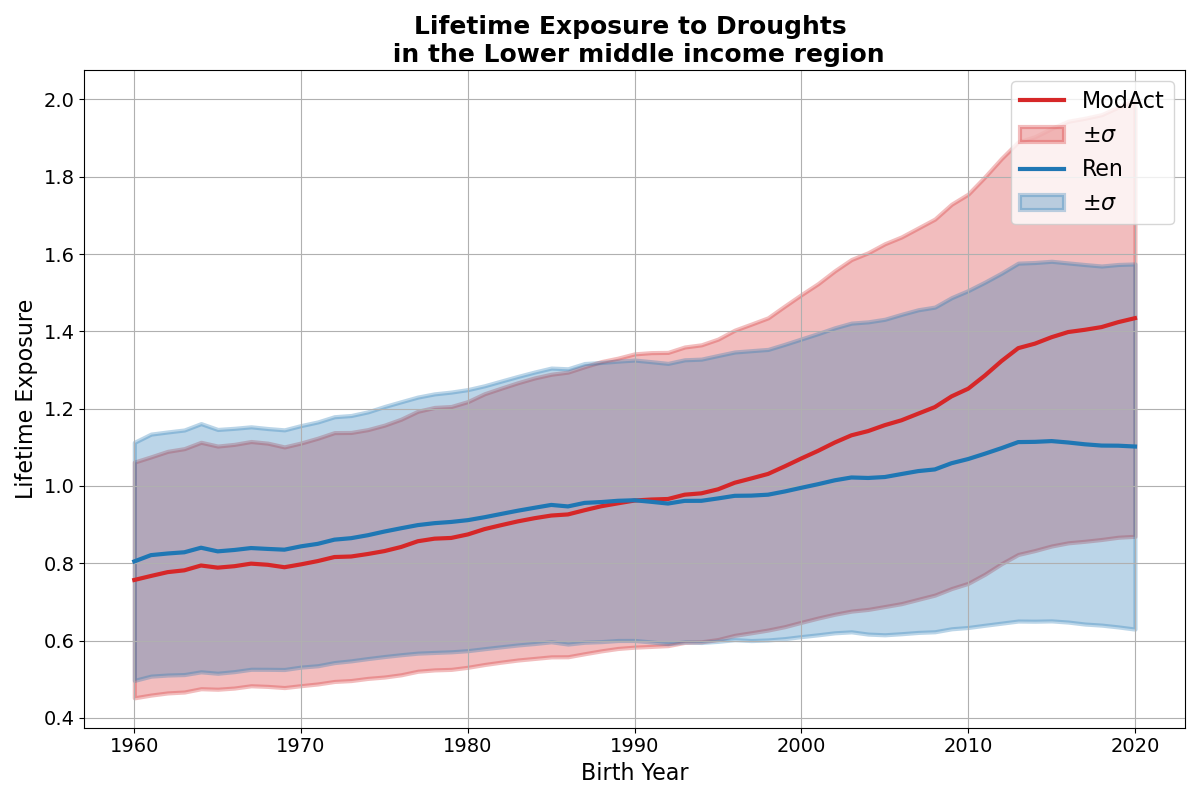 Lifetime Exposure to Droughts
in the Lower middle income region
Lifetime Exposure
2.0
1.8
1.6
1.4
1.2
1.0
0.8
0.6
0.4
1960 1970 1980 1990 2000 2010 2020
Birth Year
ModAct
±σ
Ren
±σ